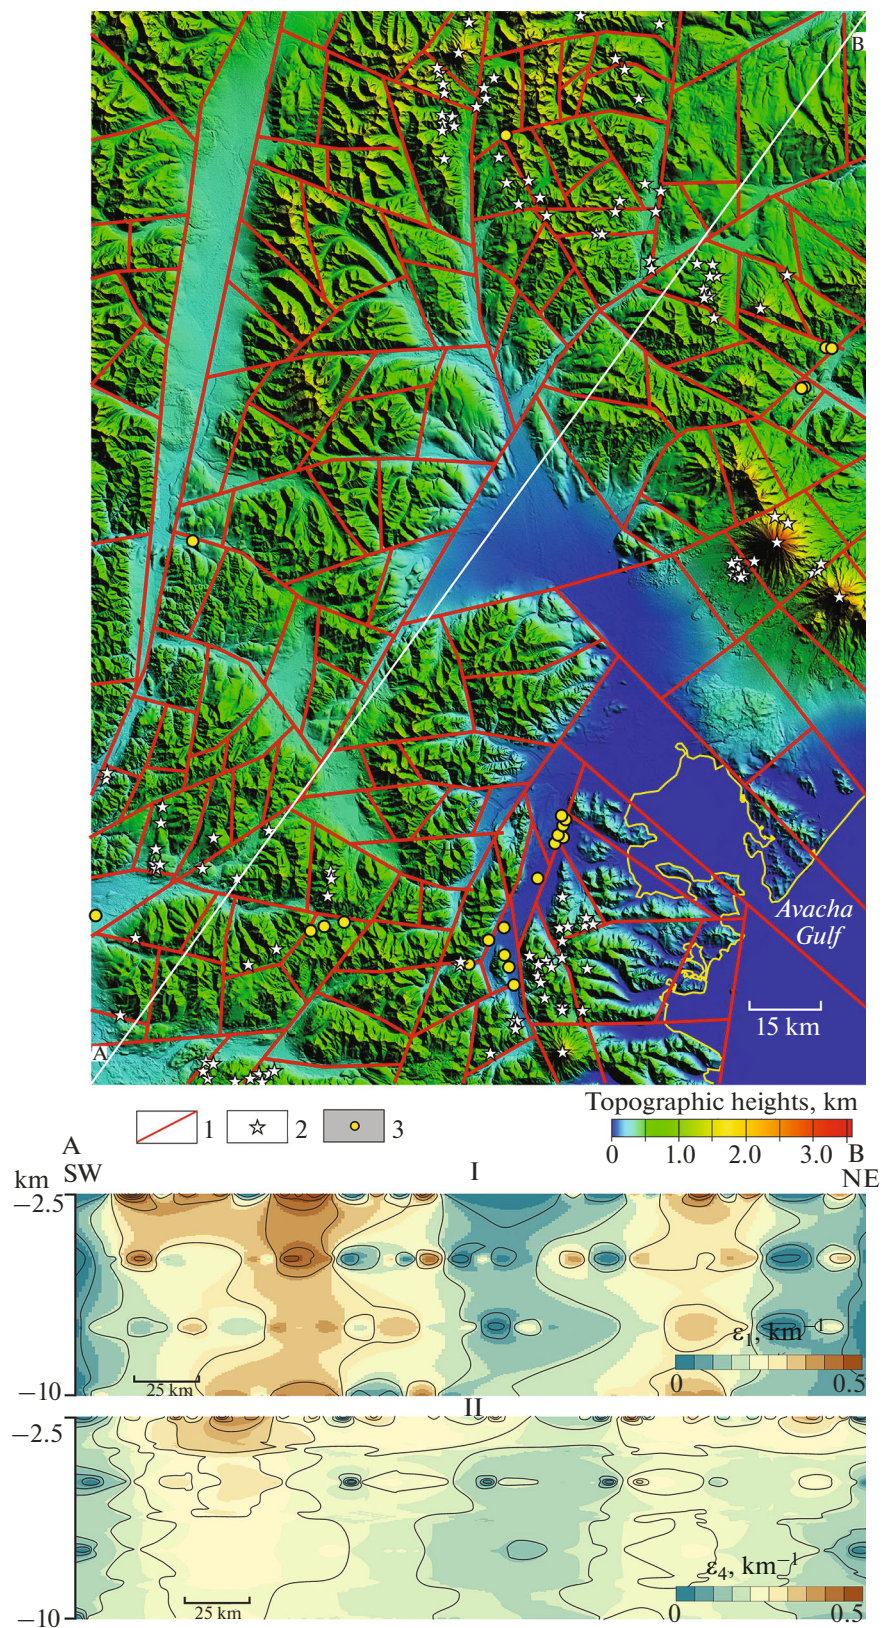 B
Avacha
Gulf
15 km
A
1 2 3
Topographic heights, km
0 1.0 2.0 3.0
A
SW
I
B
NE
km
−2.5
ε1, km−1
25 km
0 0.5
−10
II
−2.5
ε4, km−1
25 km
0 0.5
−10